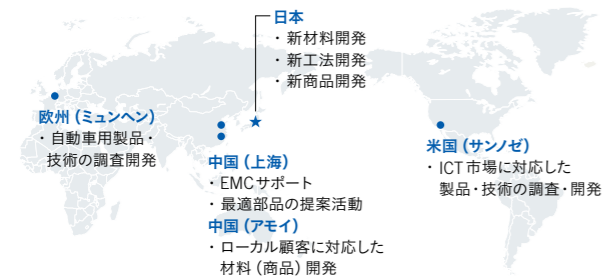 日本
・新材料開発
・新工法開発
・新商品開発
欧州（ミュンヘン）
・自動車用製品・
技術の調査開発
中国（上海）
・EMCサポート
・最適部品の提案活動
中国（アモイ）
・ローカル顧客に対応した
材料（商品）開発
米国（サンノゼ）
・ICT市場に対応した
製品・技術の調査・開発